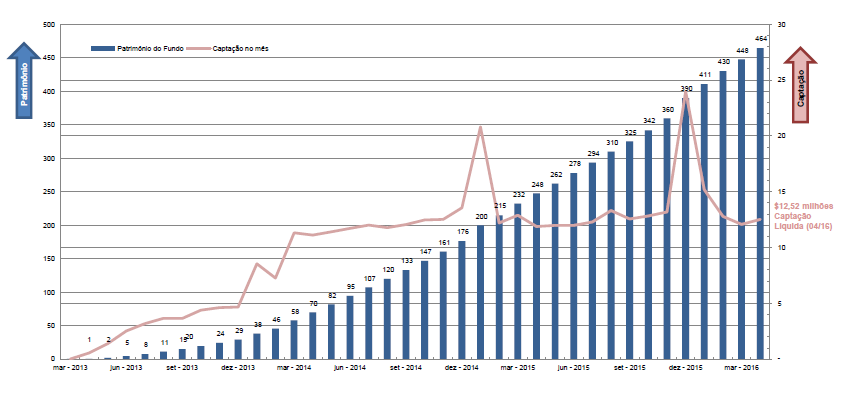 500
450
400
350
300
250
200
150
100
50
0
Patrimônio
Patrimônio do Fundo
Captação no mês
1
2
5
8
11
15
20
24
29
38
46
58
70
82
95
107
120
133
147
161
176
200
215
232
248
262
278
294
310
325
342
360
390
411
430
448
464
30
25
20
15
10
5
-
Captação
$12,52 milhões
Captação
Líquida (04/16)
mar - 2013
jun - 2013
set - 2013
dez - 2013
mar - 2014
jun - 2014
set - 2014
dez - 2014
mar - 2015
jun - 2015
set - 2015
dez - 2015
mar - 2016